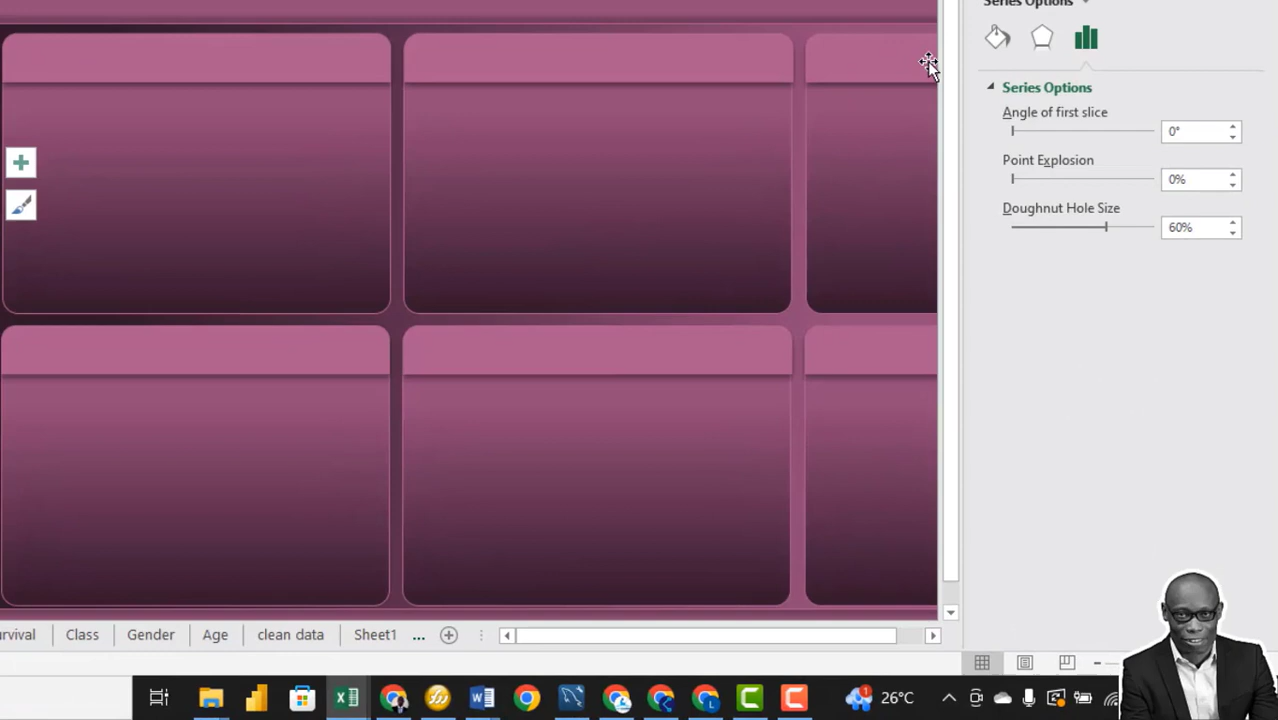 Series Options
Series Options
Angle of first slice
0°
Point Explosion
0%
Doughnut Hole Size
60%
urvival
Class
Gender
Age
clean data
Sheet1
...
26°C